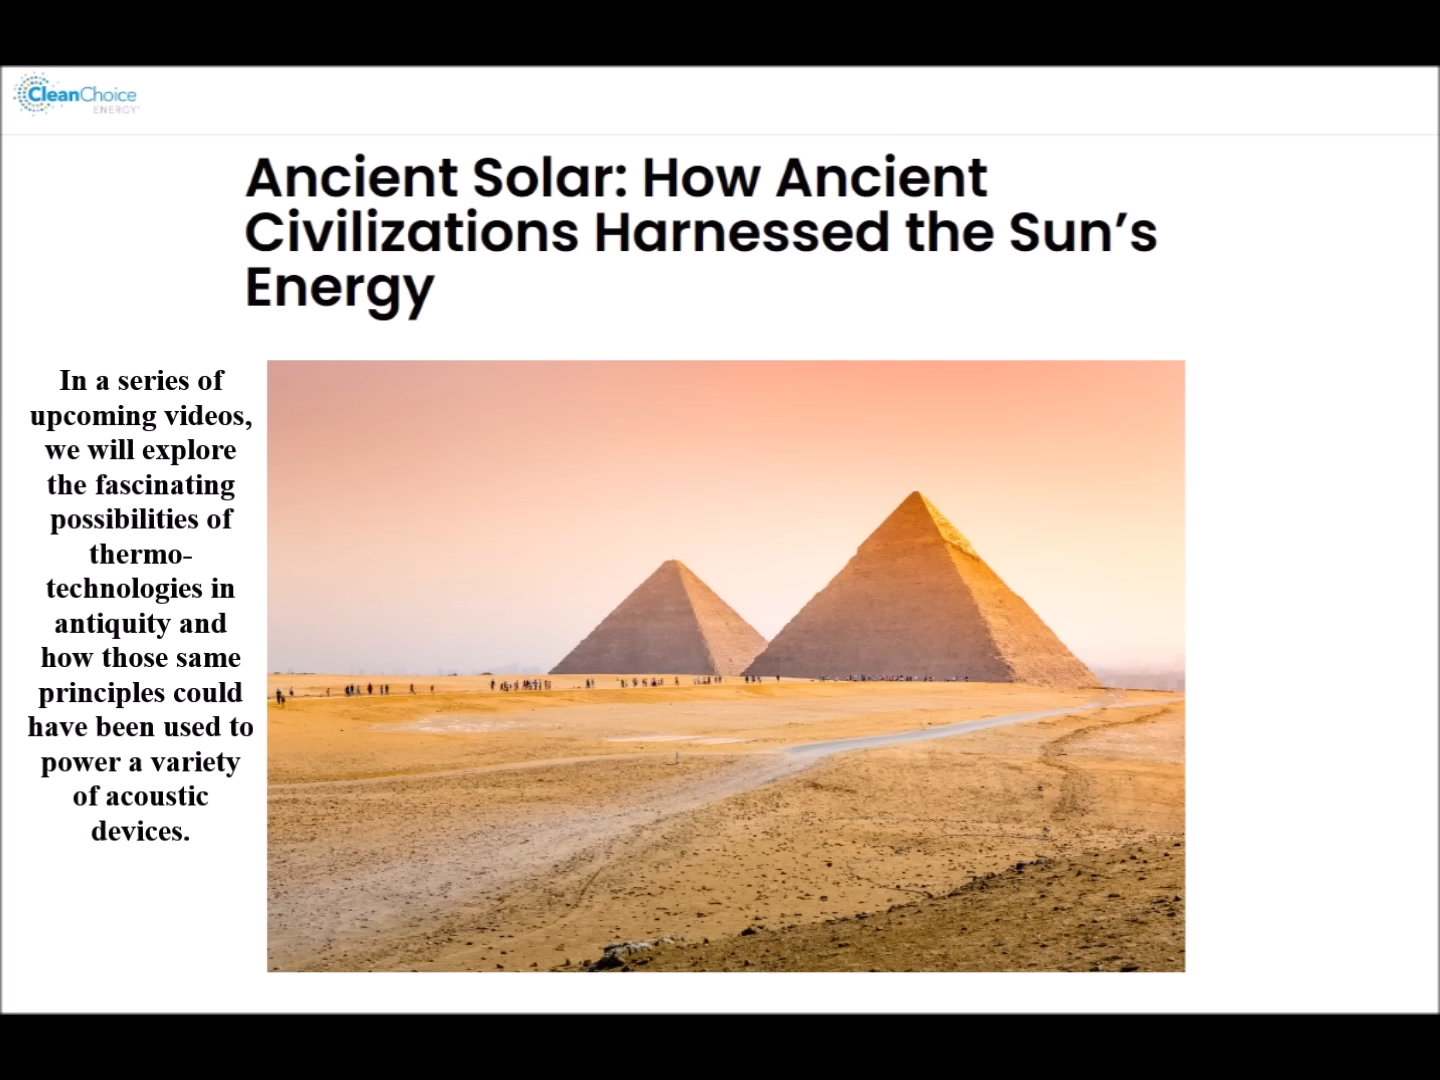 CleanChoice
ENERGY
Ancient Solar: How Ancient
Civilizations Harnessed the Sun’s
Energy
In a series of
upcoming videos,
we will explore
the fascinating
possibilities of
thermo-
technologies in
antiquity and
how those same
principles could
have been used to
power a variety
of acoustic
devices.